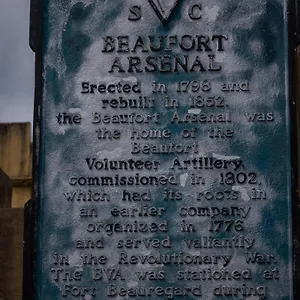 S C
BEAUFORT
ARSENAL
Erected in 1798 and
rebuilt in 1852,
the Beaufort Arsenal was
the home of the
Beaufort
Volunteer Artillery,
commissioned in 1802,
which had its roots in
an earlier company
organized in 1776
and served valiantly
in the Revolutionary War.
The BVA was stationed at
Fort Beauregard during